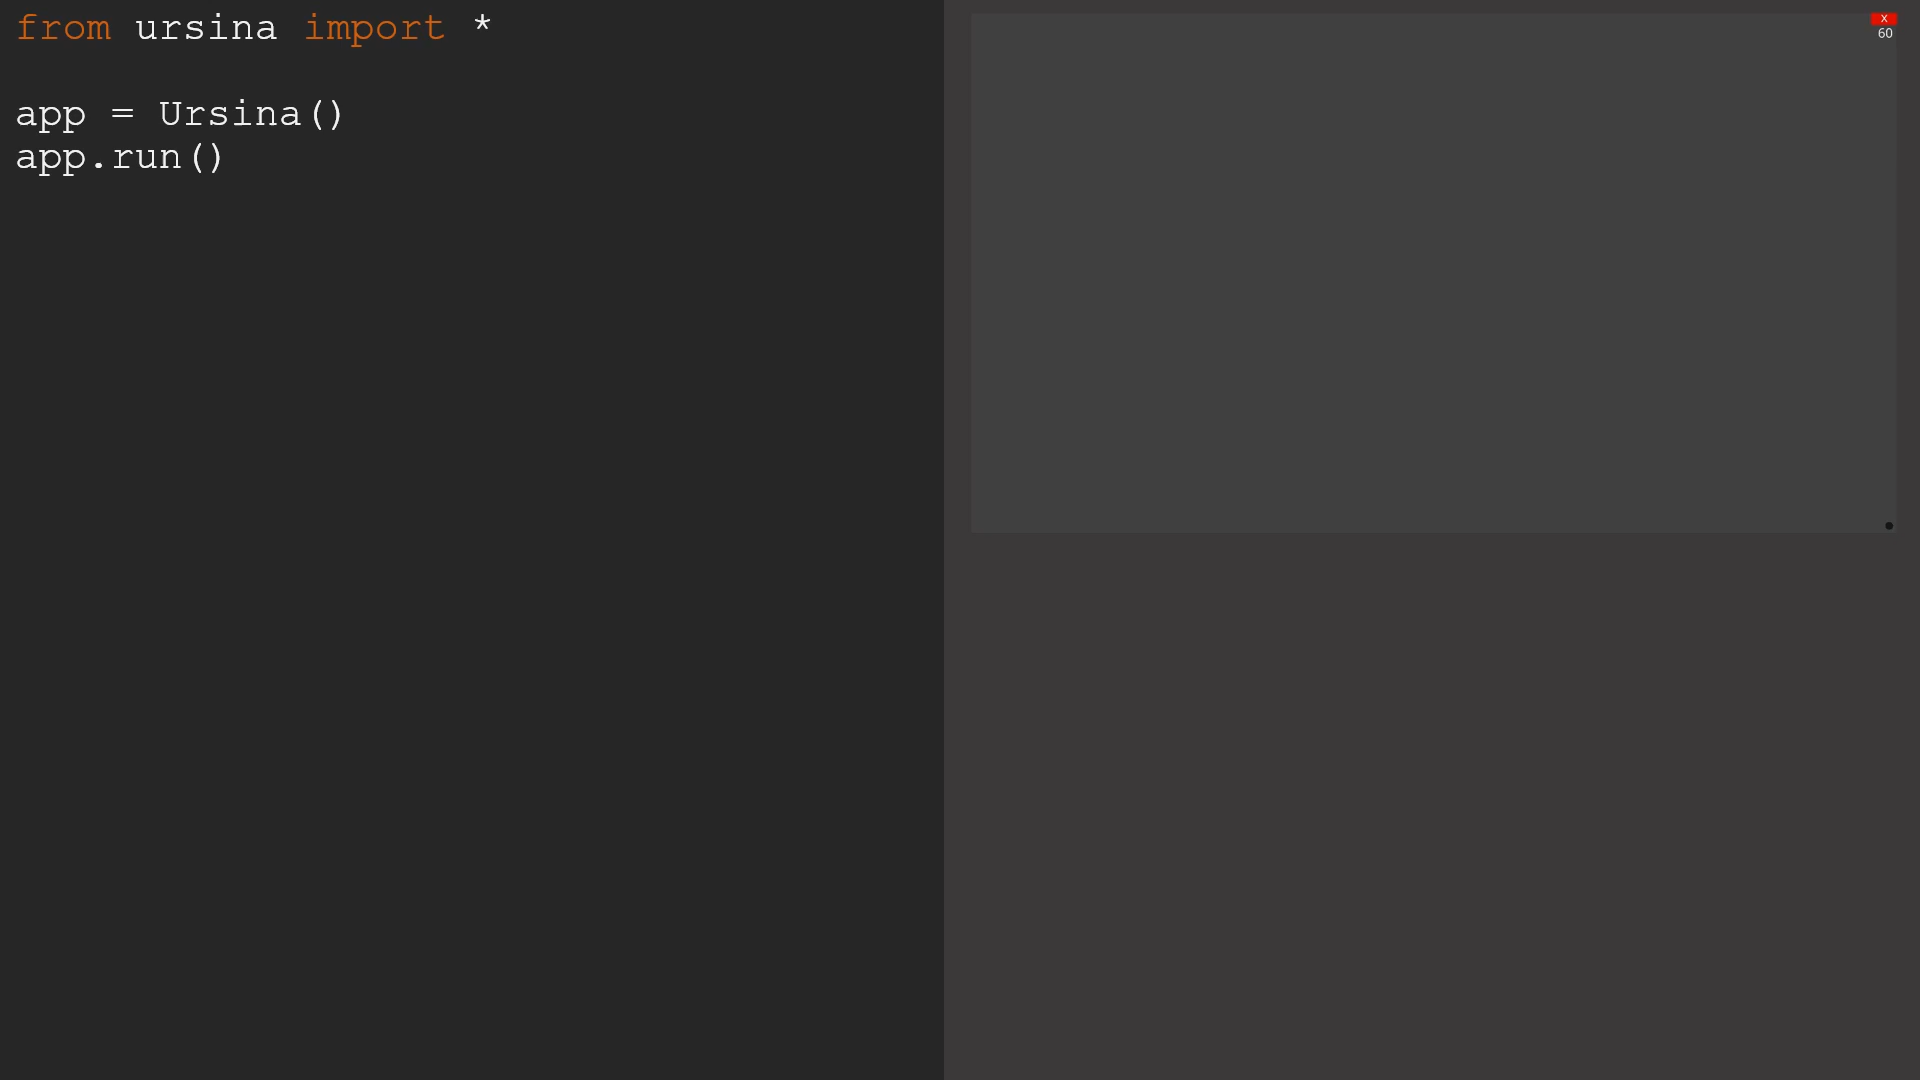 from ursina import *
app = Ursina()
app.run()
x
60